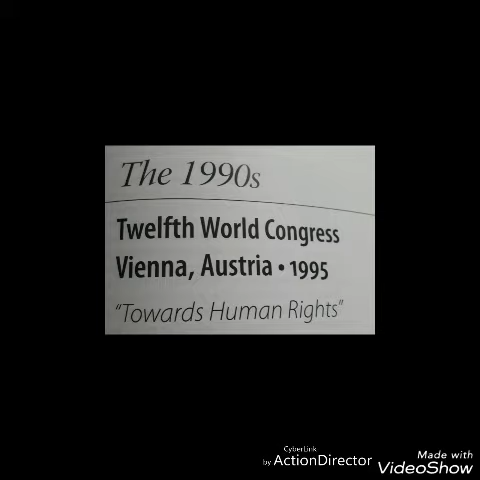 The 1990s
Twelfth World Congress
Vienna, Austria • 1995
“Towards Human Rights”
CyberLink
by ActionDirector
Made with
VideoShow